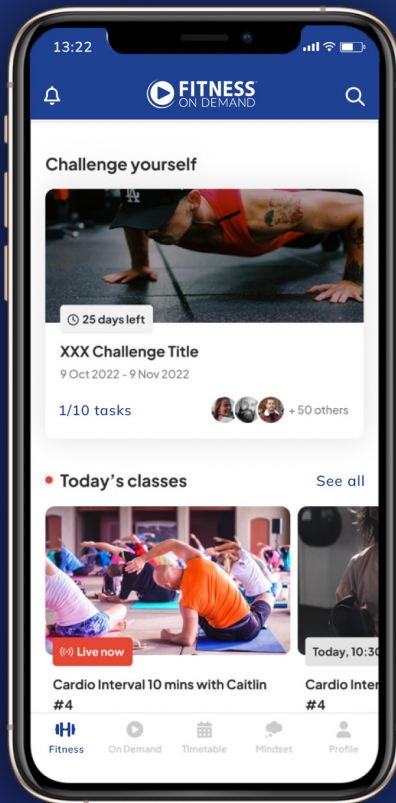 13:22
FITNESS
ON DEMAND
Challenge yourself
LA
25 days left
XXX Challenge Title
9 Oct 2022 - 9 Nov 2022
1/10 tasks
+ 50 others
Today's classes
See all
Live now
Today, 10:30
Cardio Interval 10 mins with Caitlin
#4
Cardio Inter
#4
Fitness
On Demand
Timetable
Mindset
Profile